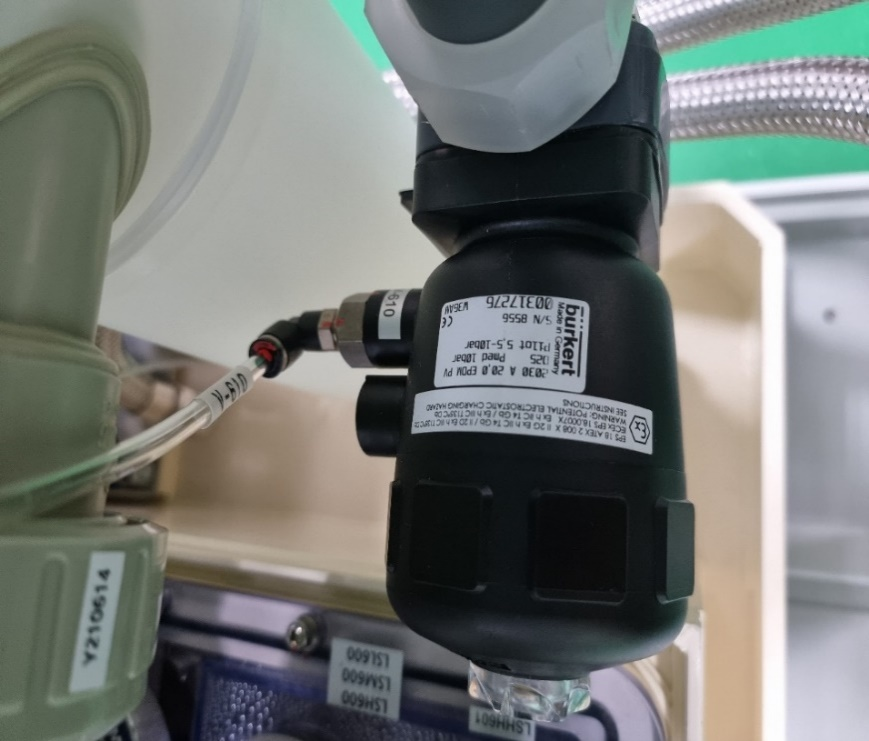 bürkert
Made in Germany
2030 A 20,0 EPDM PV
D25 Pmed 10bar
Pilot 5,5-10bar
S/N 8556
00317276
W36AN
CE
EPS 18 ATEX 2 008 X II 2G Ex h IIC T4 Gb / II 2D Ex h IIIC T135°C Db
IECEx EPS 18.0007X Ex h IIC T4 Gb / Ex h IIIC T135°C Db
WARNING: POTENTIAL ELECTROSTATIC CHARGING HAZARD
SEE INSTRUCTIONS
Ex
-610
V-610
Y210614
LSL600
LSM600
LSH600
LSHH601